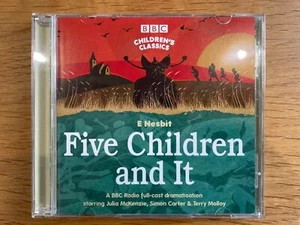 BBC
CHILDREN'S
CLASSICS
E Nesbit
Five Children
and It
A BBC Radio full-cast dramatisation
starring Julia McKenzie, Simon Carter & Terry Molloy